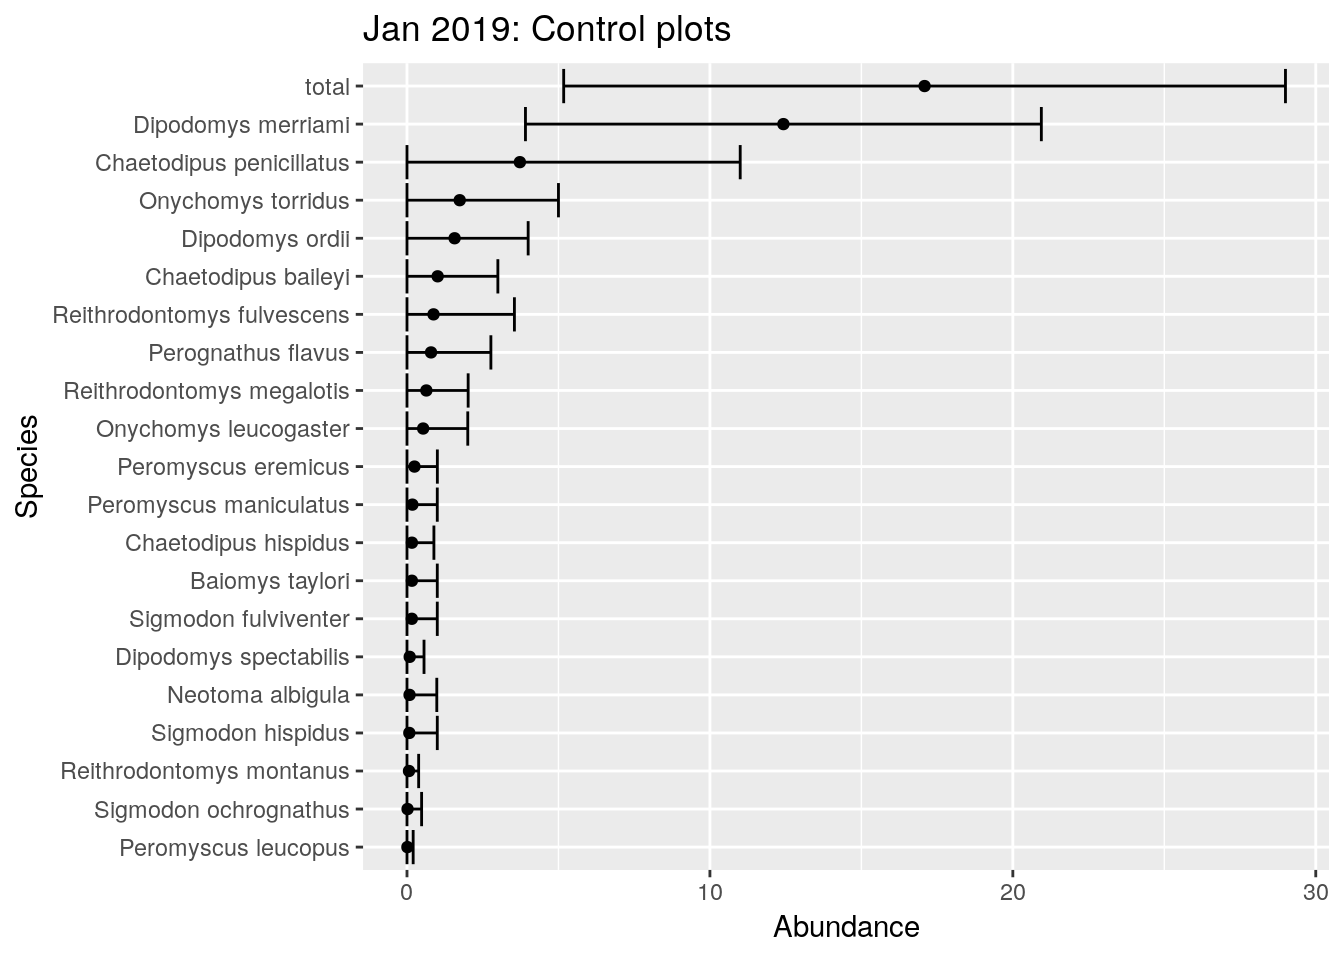 Jan 2019: Control plots
total
Dipodomys merriami
Chaetodipus penicillatus
Onychomys torridus
Dipodomys ordii
Chaetodipus baileyi
Reithrodontomys fulvescens
Perognathus flavus
Reithrodontomys megalotis
Onychomys leucogaster
Peromyscus eremicus
Peromyscus maniculatus
Chaetodipus hispidus
Baiomys taylori
Sigmodon fulviventer
Dipodomys spectabilis
Neotoma albigula
Sigmodon hispidus
Reithrodontomys montanus
Sigmodon ochrognathus
Peromyscus leucopus
Species
0 10 20 30
Abundance